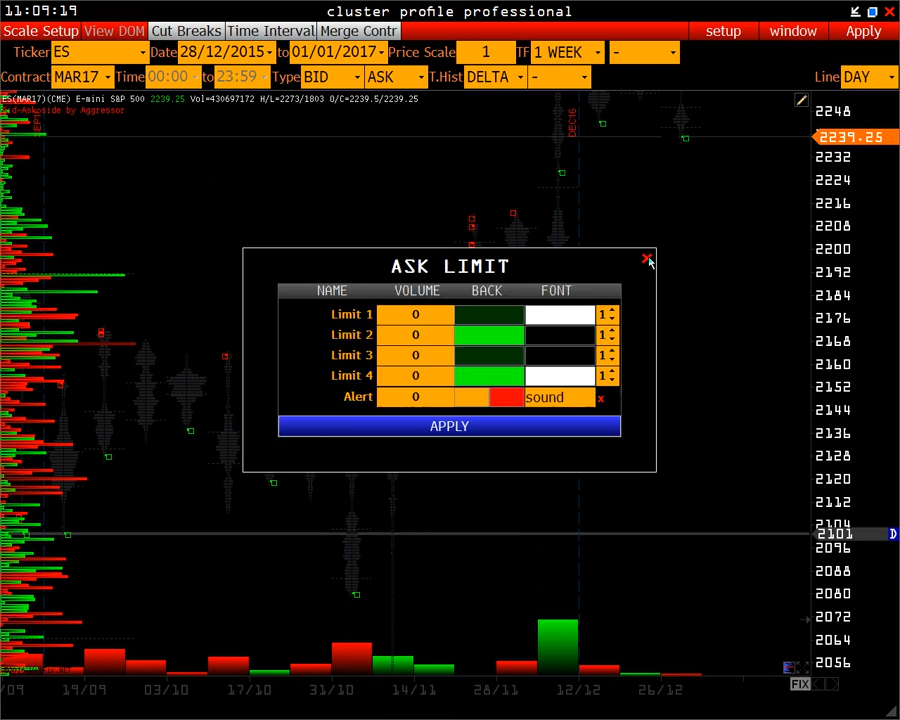 11:09:19 cluster profile professional
Scale Setup View DOM Cut Breaks Time Interval Merge Contr setup window Apply
Ticker ES Date 28/12/2015 to 01/01/2017 Price Scale 1 TF 1 WEEK -
Contract MAR17 Time 00:00 to 23:59 Type BID ASK T.Hist DELTA - Line DAY
ES(MAR17)(CME) E-mini S&P 500 2239.25 Vol=430697172 H/L=2273/1803 O/C=2239.5/2239.25
Bid-Askside by Aggressor
DEC16
2248
2239.25
2232
2224
2216
2208
2200
2192
2184
2176
2168
2160
2152
2144
2136
2128
2120
2112
2104
2101 D
2096
2088
2080
2072
2064
2056
ASK LIMIT
NAME VOLUME BACK FONT
Limit 1 0 1
Limit 2 0 1
Limit 3 0 1
Limit 4 0 1
Alert 0 sound x
APPLY
/09 19/09 03/10 17/10 31/10 14/11 28/11 12/12 26/12 FIX